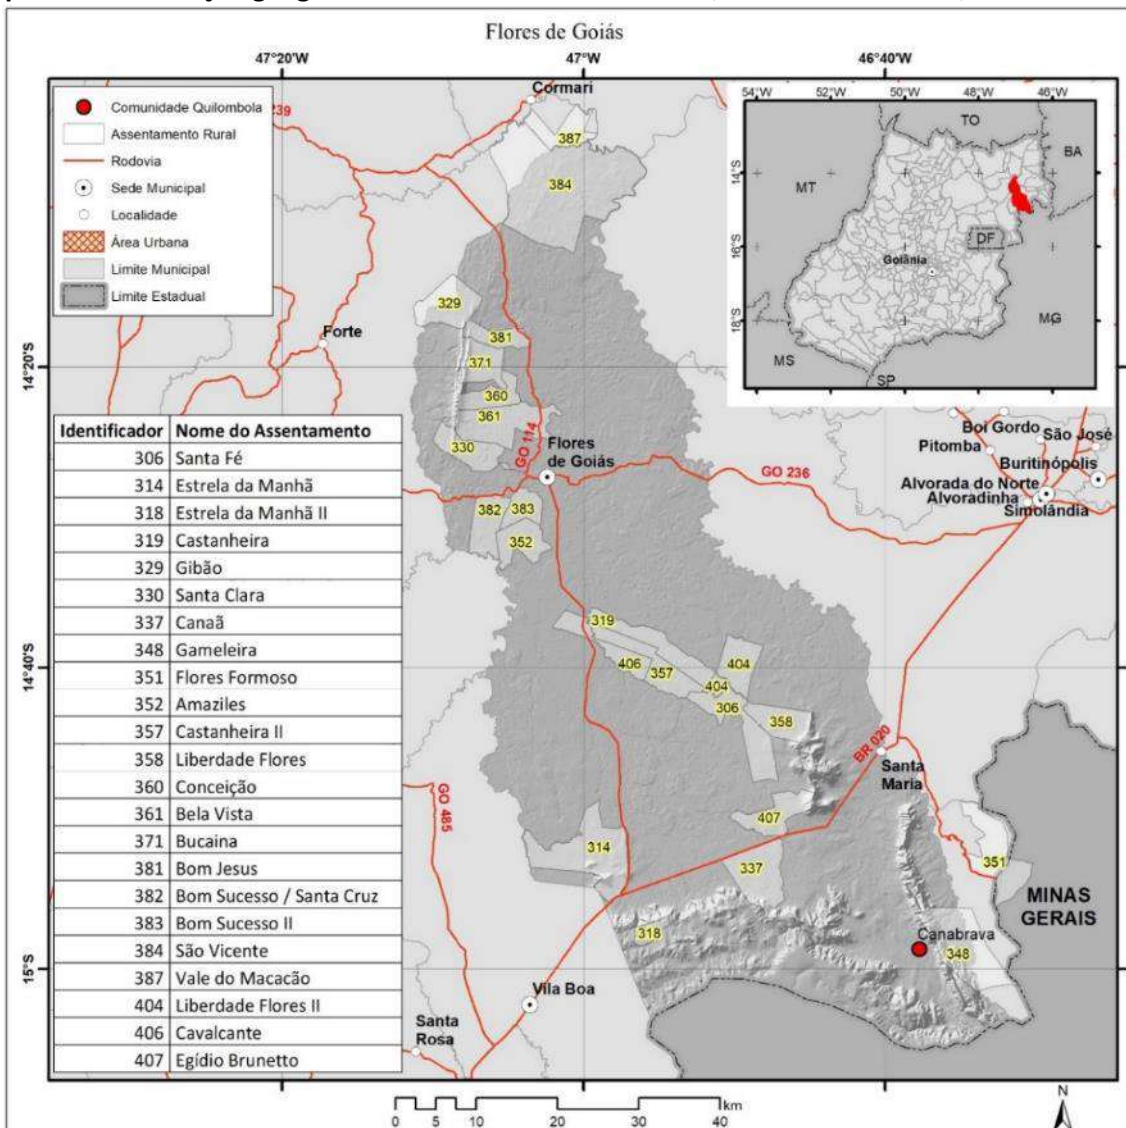 Flores de Goiás
47°20'W
47°W
46°40'W
Comunidade Quilombola
Assentamento Rural
Rodovia
Sede Municipal
Localidade
Área Urbana
Limite Municipal
Limite Estadual
239
Cormari
387
384
54°W
52°W
50°W
48°W
46°W
TO
BA
MT
DF
Goiânia
MG
MS
SP
14°S
16°S
18°S
329
Forte
381
371
360
361
330
14°20'S
GO 114
Flores
de Goiás
GO 236
Boi Gordo
São José
Pitomba
Buritinópolis
Alvorada do Norte
Alvoradinha
Simolândia
382
383
352
Identificador Nome do Assentamento
306 Santa Fé
314 Estrela da Manhã
318 Estrela da Manhã II
319 Castanheira
329 Gibão
330 Santa Clara
337 Canaã
348 Gameleira
351 Flores Formoso
352 Amaziles
357 Castanheira II
358 Liberdade Flores
360 Conceição
361 Bela Vista
371 Bucaina
381 Bom Jesus
382 Bom Sucesso / Santa Cruz
383 Bom Sucesso II
384 São Vicente
387 Vale do Macacão
404 Liberdade Flores II
406 Cavalcante
407 Egídio Brunetto
319
406
357
404
404
306
358
14°40'S
BR 020
Santa
Maria
GO 485
407
314
337
351
MINAS
GERAIS
318
Canabrava
348
15°S
Vila Boa
Santa
Rosa
N
0 5 10 20 30 40 km